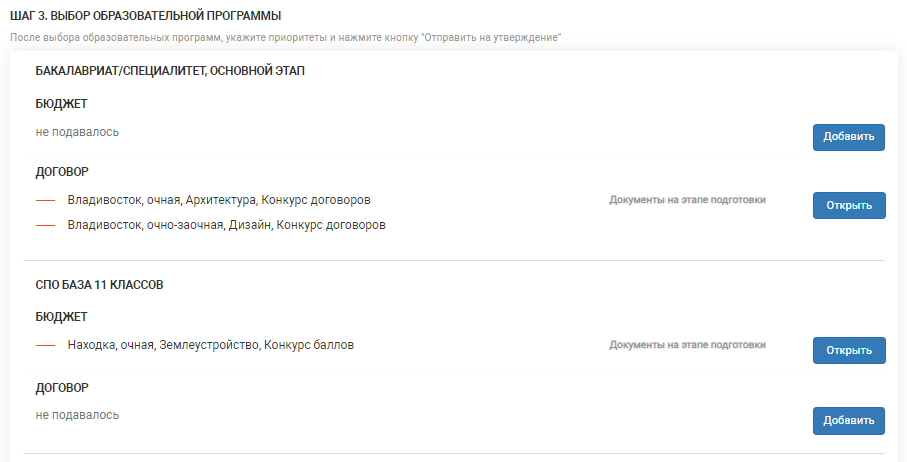 ШАГ 3. ВЫБОР ОБРАЗОВАТЕЛЬНОЙ ПРОГРАММЫ
После выбора образовательных программ, укажите приоритеты и нажмите кнопку "Отправить на утверждение"
БАКАЛАВРИАТ/СПЕЦИАЛИТЕТ, ОСНОВНОЙ ЭТАП
БЮДЖЕТ
не подавалось
Добавить
ДОГОВОР
Владивосток, очная, Архитектура, Конкурс договоров
Документы на этапе подготовки
Открыть
Владивосток, очно-заочная, Дизайн, Конкурс договоров
СПО БАЗА 11 КЛАССОВ
БЮДЖЕТ
Находка, очная, Землеустройство, Конкурс баллов
Документы на этапе подготовки
Открыть
ДОГОВОР
не подавалось
Добавить